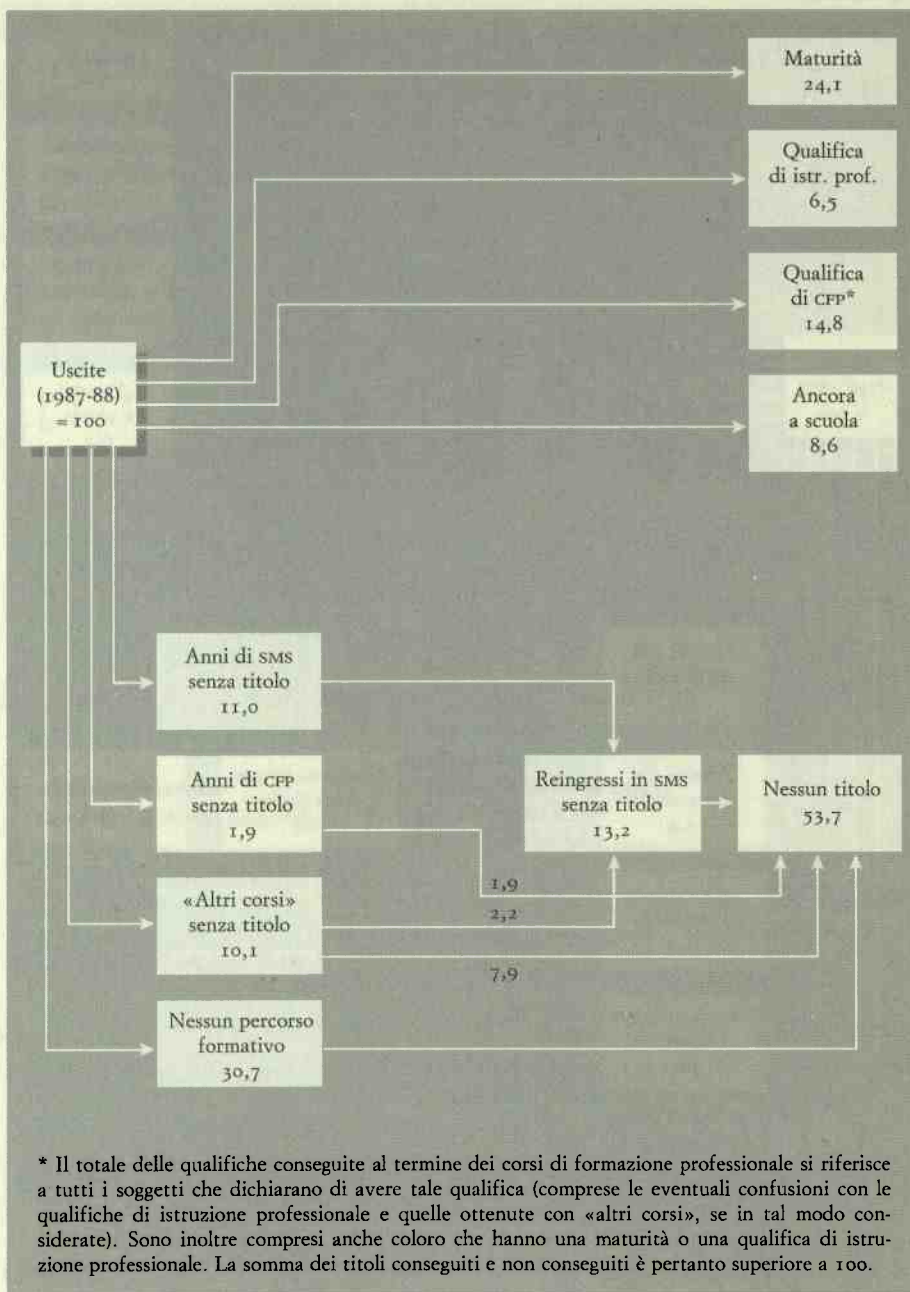 Maturità
24,1
Qualifica
di istr. prof.
6,5
Qualifica
di CFP*
14,8
Uscite
(1987-88)
= 100
Ancora
a scuola
8,6
Anni di SMS
senza titolo
11,0
Anni di CFP
senza titolo
1,9
Reingressi in SMS
senza titolo
13,2
Nessun titolo
53,7
«Altri corsi»
senza titolo
10,1
1,9
2,2
7,9
Nessun percorso
formativo
30,7
* Il totale delle qualifiche conseguite al termine dei corsi di formazione professionale si riferisce
a tutti i soggetti che dichiarano di avere tale qualifica (comprese le eventuali confusioni con le
qualifiche di istruzione professionale e quelle ottenute con «altri corsi», se in tal modo con-
siderate). Sono inoltre compresi anche coloro che hanno una maturità o una qualifica di istru-
zione professionale. La somma dei titoli conseguiti e non conseguiti è pertanto superiore a 100.